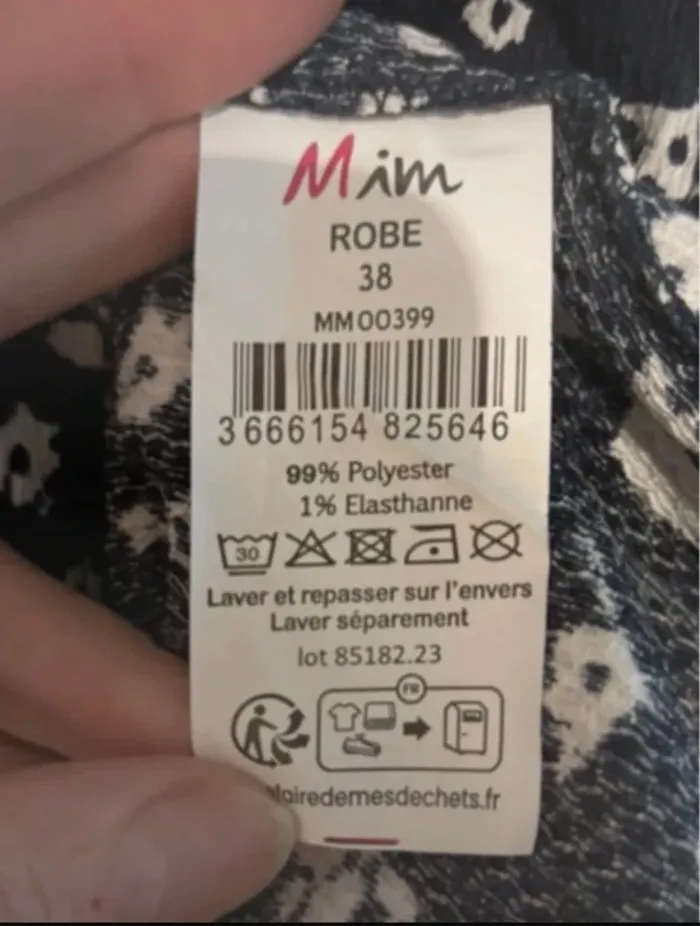 Mim
ROBE
38
MM00399
3 666154 825646
99% Polyester
1% Elasthanne
30
Laver et repasser sur l'envers
Laver séparement
lot 85182.23
FR